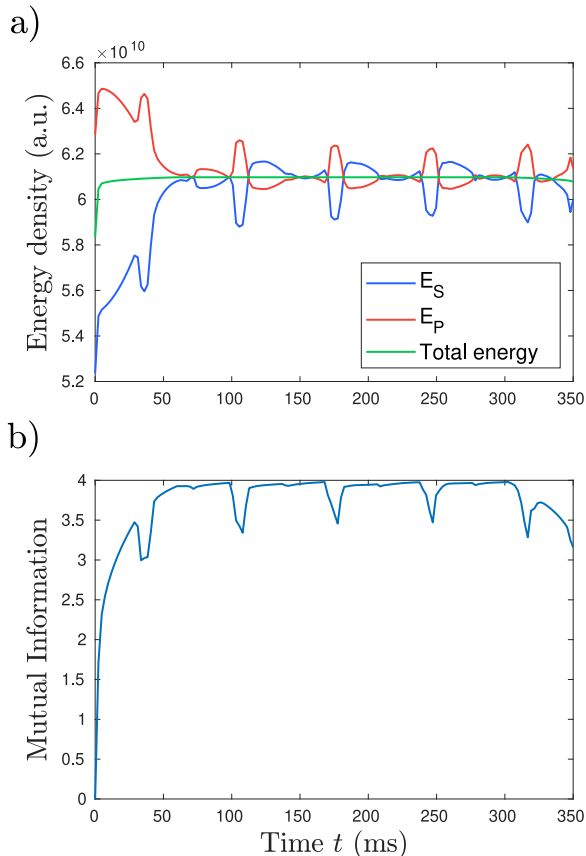 a)
× 10^10
6.6
6.4
6.2
6
5.8
5.6
5.4
5.2
Energy density (a.u.)
E_S
E_P
Total energy
0 50 100 150 200 250 300 350
b)
4
3.5
3
2.5
2
1.5
1
0.5
0
Mutual Information
0 50 100 150 200 250 300 350
Time t (ms)